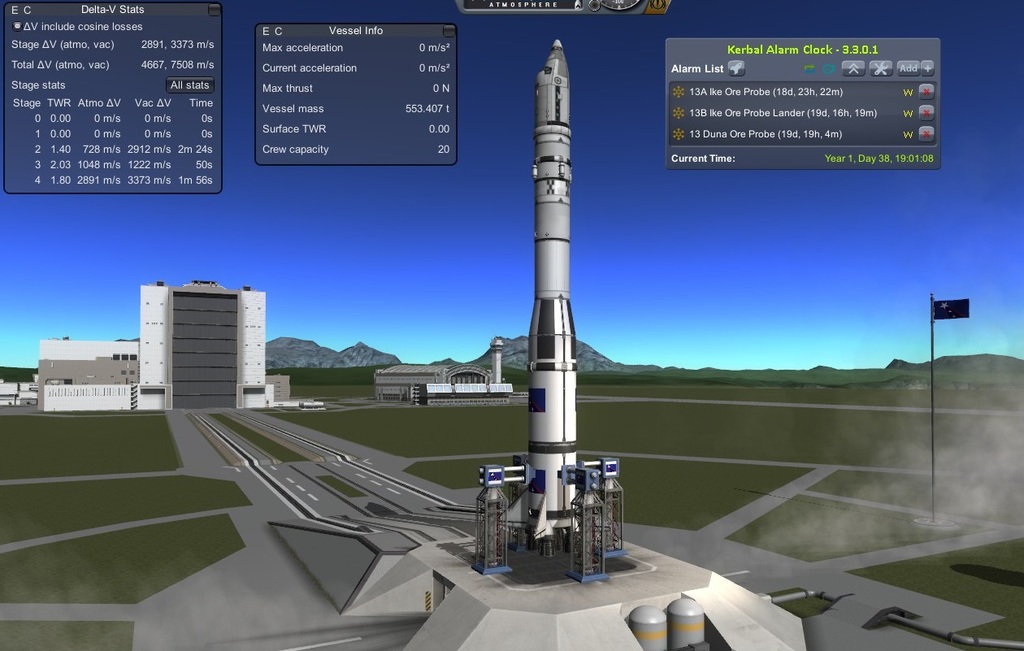 E C Delta-V Stats
ΔV include cosine losses
Stage ΔV (atmo, vac) 2891, 3373 m/s
Total ΔV (atmo, vac) 4667, 7508 m/s
Stage stats All stats
Stage TWR Atmo ΔV Vac ΔV Time
0 0.00 0 m/s 0 m/s 0s
1 0.00 0 m/s 0 m/s 0s
2 1.40 728 m/s 2912 m/s 2m 24s
3 2.03 1048 m/s 1222 m/s 50s
4 1.80 2891 m/s 3373 m/s 1m 56s
E C Vessel Info
Max acceleration 0 m/s²
Current acceleration 0 m/s²
Max thrust 0 N
Vessel mass 553.407 t
Surface TWR 0.00
Crew capacity 20
ATMOSPHERE
Kerbal Alarm Clock - 3.3.0.1
Alarm List Add +
13A Ike Ore Probe (18d, 23h, 22m) W
13B Ike Ore Probe Lander (19d, 16h, 19m) W
13 Duna Ore Probe (19d, 19h, 4m) W
Current Time: Year 1, Day 38, 19:01:08